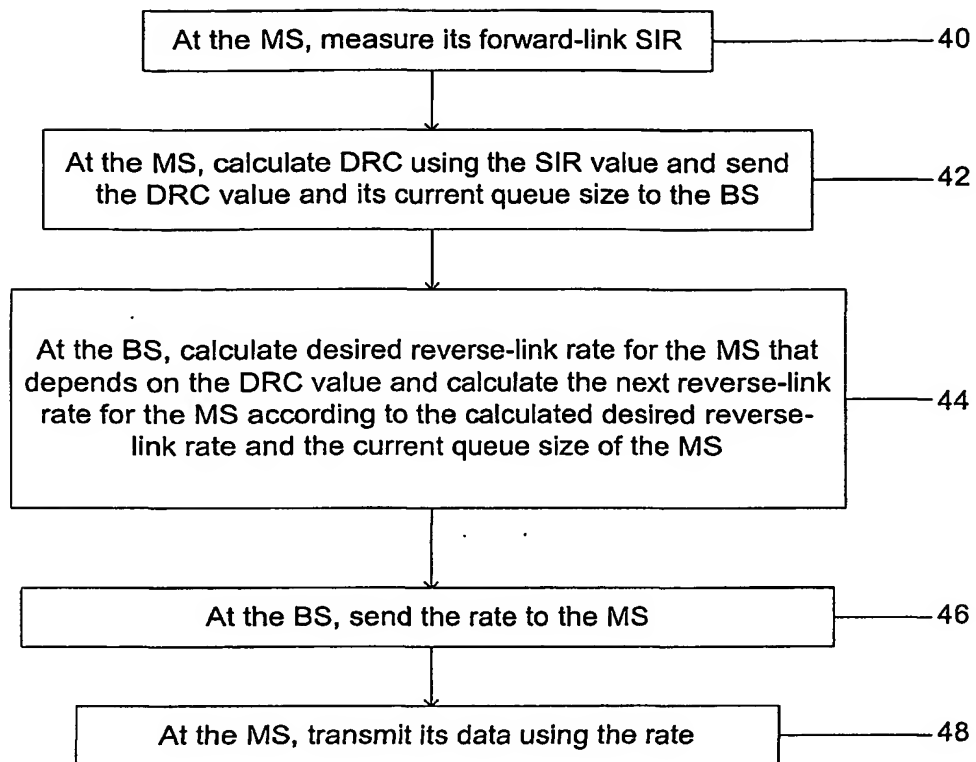 At the MS, measure its forward-link SIR
40
At the MS, calculate DRC using the SIR value and send
the DRC value and its current queue size to the BS
42
At the BS, calculate desired reverse-link rate for the MS that
depends on the DRC value and calculate the next reverse-link
rate for the MS according to the calculated desired reverse-
link rate and the current queue size of the MS
44
At the BS, send the rate to the MS
46
At the MS, transmit its data using the rate
48